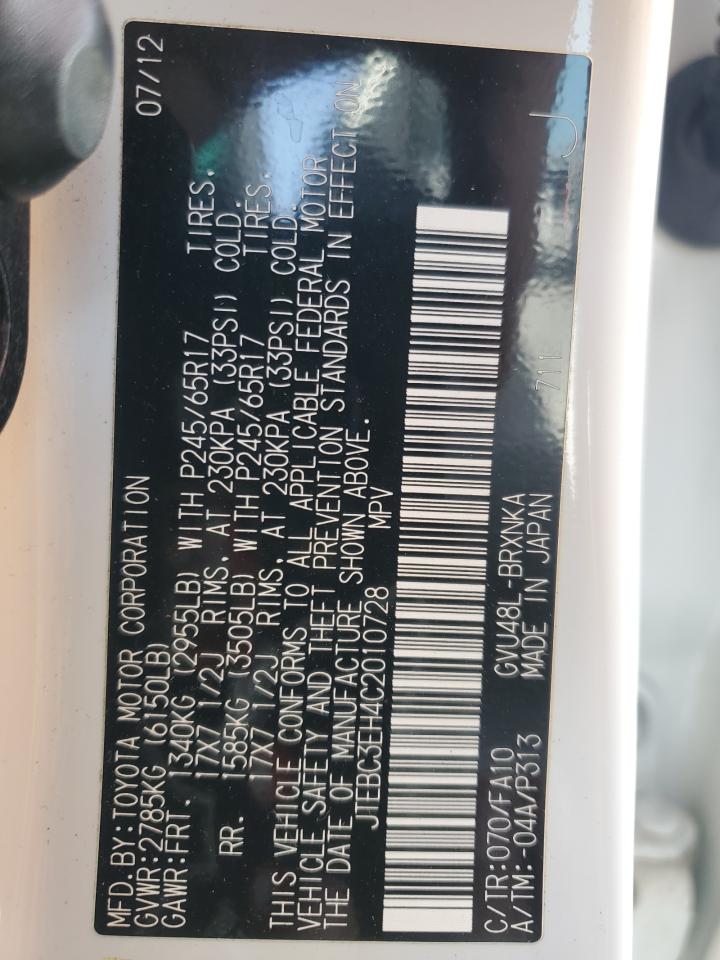 MFD.BY:TOYOTA MOTOR CORPORATION 07/12
GVWR:2785KG (6150LB)
GAWR:FRT. 1340KG (2955LB) WITH P245/65R17 TIRES.
17X7 1/2J RIMS, AT 230KPA (33PSI) COLD.
RR. 1585KG (3505LB) WITH P245/65R17 TIRES.
17X7 1/2J RIMS, AT 230KPA (33PSI) COLD.
THIS VEHICLE CONFORMS TO ALL APPLICABLE FEDERAL MOTOR
VEHICLE SAFETY AND THEFT PREVENTION STANDARDS IN EFFECT ON
THE DATE OF MANUFACTURE SHOWN ABOVE.
JTEBC3EH4C2010728 MPV
C/TR:070/FA10 GVU48L-BRXNKA
A/TM:-04A/P313 MADE IN JAPAN 711 J